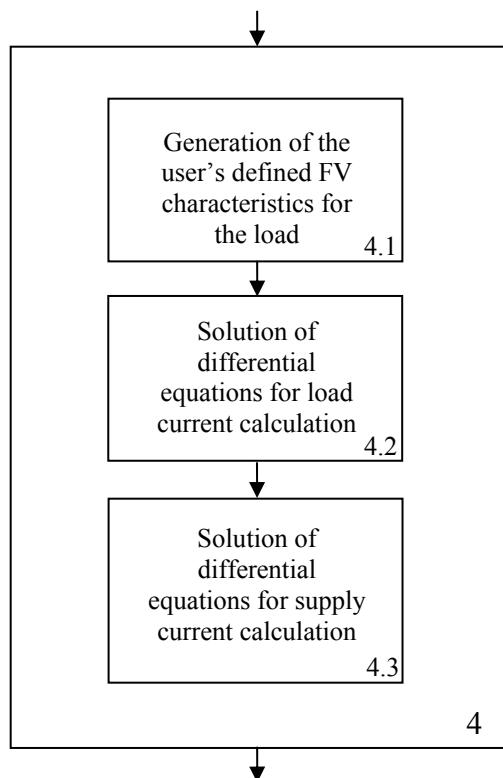 Generation of the
user's defined FV
characteristics for
the load
4.1
Solution of
differential
equations for load
current calculation
4.2
Solution of
differential
equations for supply
current calculation
4.3
4